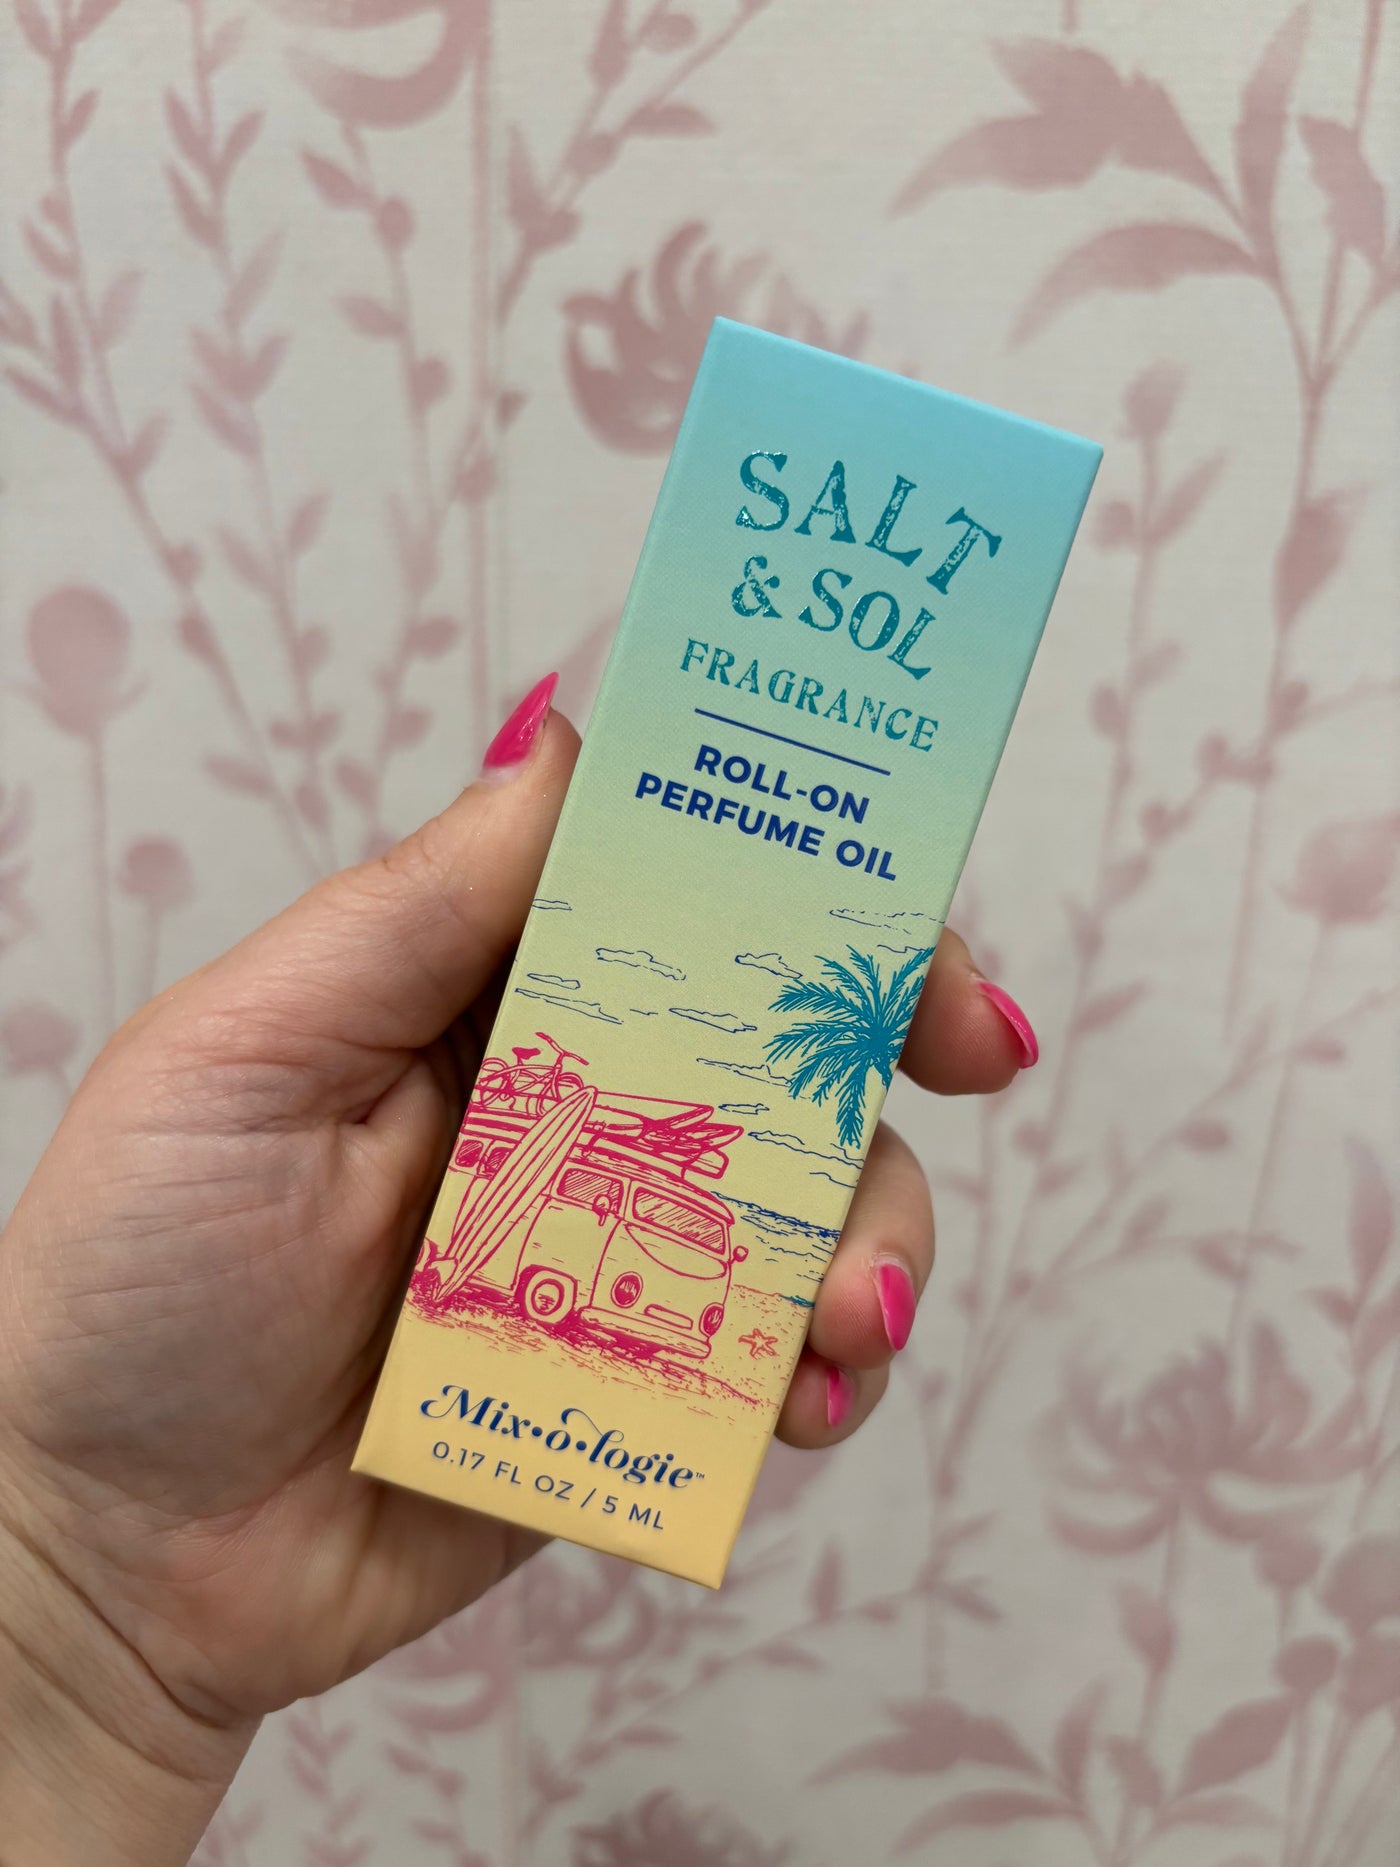 SALT
& SOL
FRAGRANCE
ROLL-ON
PERFUME OIL
Mix•o•logie™
0.17 FL OZ / 5 ML